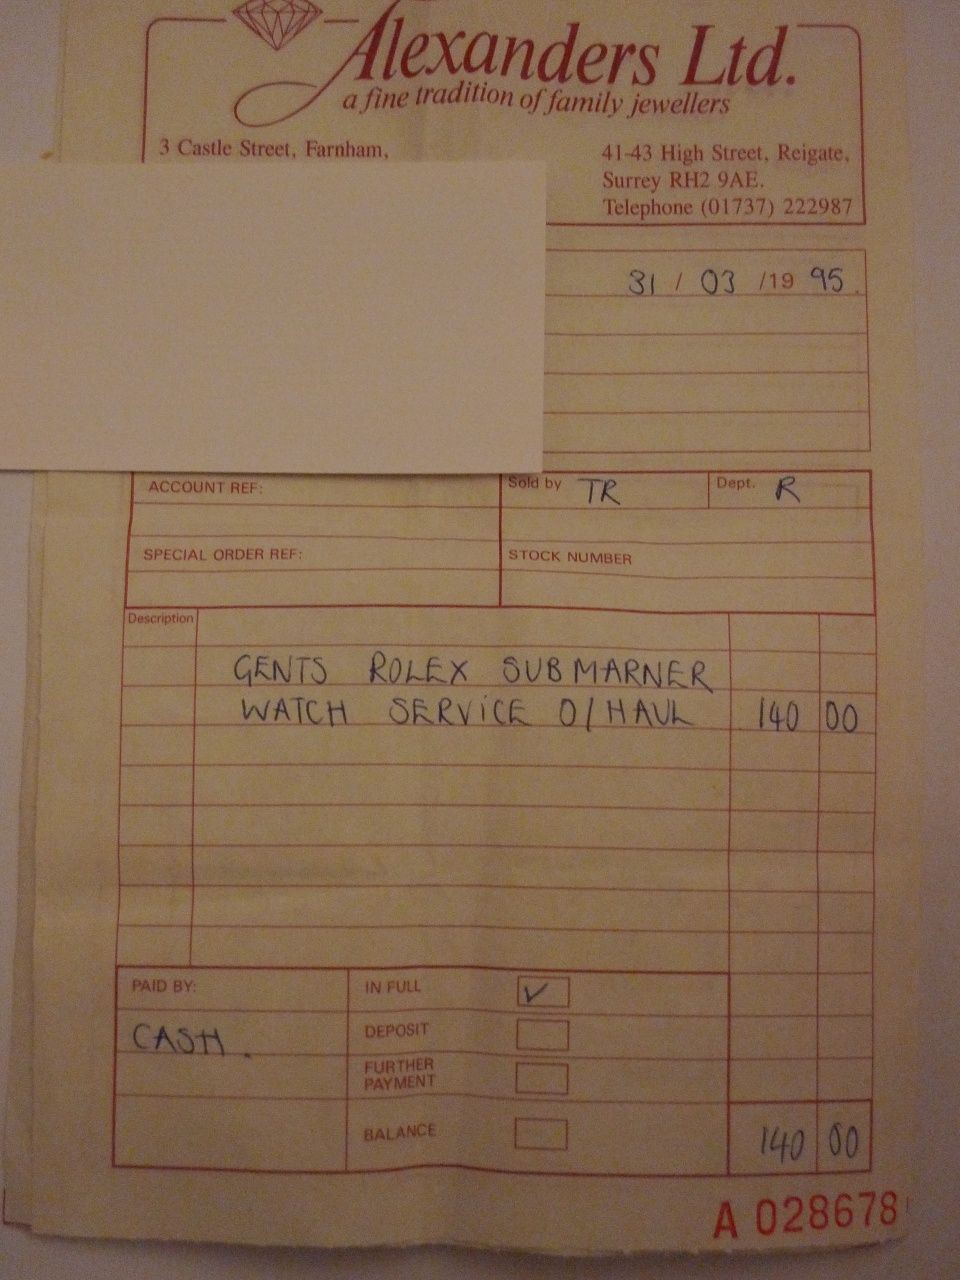 Alexanders Ltd.
a fine tradition of family jewellers
3 Castle Street, Farnham,
41-43 High Street, Reigate,
Surrey RH2 9AE.
Telephone (01737) 222987
31 / 03 /19 95
ACCOUNT REF:
Sold by TR
Dept. R
SPECIAL ORDER REF:
STOCK NUMBER
Description
GENTS ROLEX SUBMARNER
WATCH SERVICE O/HAUL 140 00
PAID BY:
CASH.
IN FULL ✓
DEPOSIT
FURTHER
PAYMENT
BALANCE
140 00
A 028678